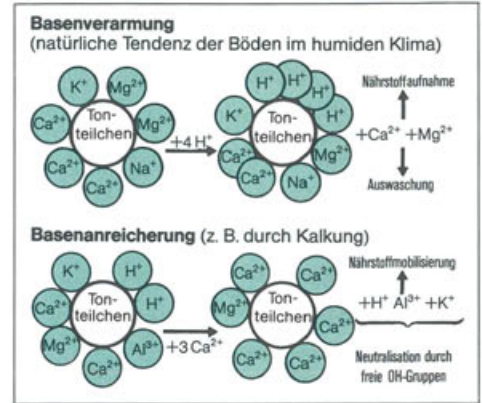 Basenverarmung
(natürliche Tendenz der Böden im humiden Klima)
K⁺
Mg²⁺
Ca²⁺
Mg²⁺
Ca²⁺
Na⁺
Ca²⁺
Ton-
teilchen
+4 H⁺
H⁺
H⁺
H⁺
K⁺
H⁺
Ca²⁺
Mg²⁺
Ca²⁺
Na⁺
Ton-
teilchen
Nährstoffaufnahme
+Ca²⁺ +Mg²⁺
Auswaschung
Basenanreicherung (z. B. durch Kalkung)
K⁺
H⁺
Ca²⁺
H⁺
Mg²⁺
Al³⁺
Ca²⁺
Ton-
teilchen
+3 Ca²⁺
Ca²⁺
Ca²⁺
Mg²⁺
Ca²⁺
Ca²⁺
Ca²⁺
Ton-
teilchen
Nährstoffmobilisierung
+H⁺ Al³⁺ +K⁺
Neutralisation durch
freie OH-Gruppen